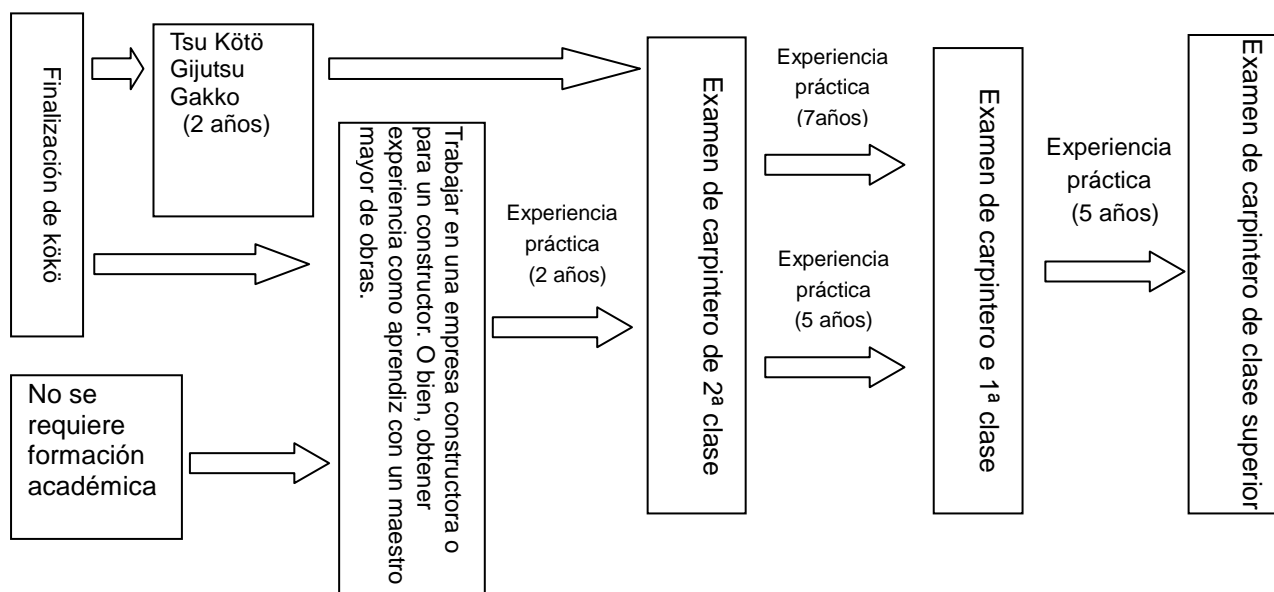 Finalización de kökö
Tsu Kötö
Gijutsu
Gakko
(2 años)
No se
requiere
formación
académica
Trabajar en una empresa constructora o
para un constructor. O bien, obtener
experiencia como aprendiz con un maestro
mayor de obras.
Experiencia
práctica
(2 años)
Examen de carpintero de 2ª clase
Experiencia
práctica
(7años)
Experiencia
práctica
(5 años)
Examen de carpintero e 1ª clase
Experiencia
práctica
(5 años)
Examen de carpintero de clase superior